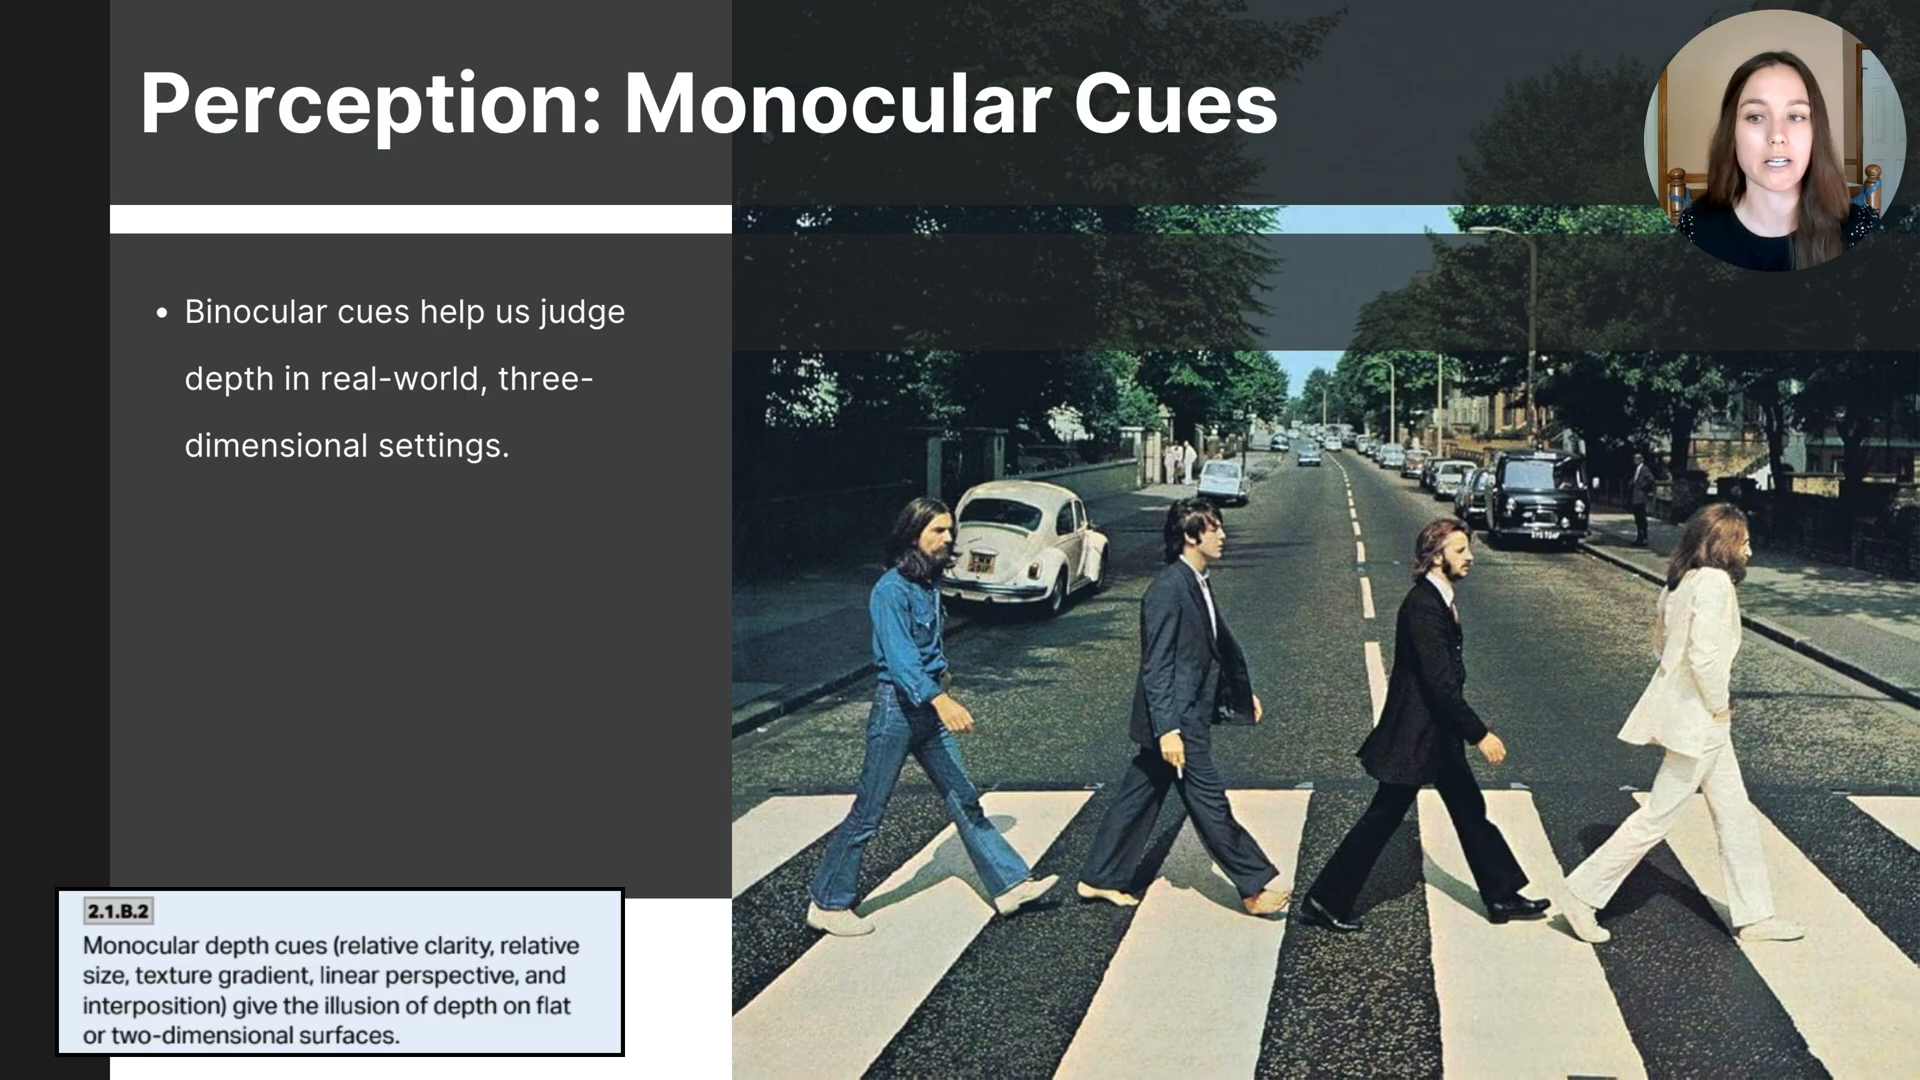 Perception: Monocular Cues
• Binocular cues help us judge
depth in real-world, three-
dimensional settings.
2.1.B.2
Monocular depth cues (relative clarity, relative
size, texture gradient, linear perspective, and
interposition) give the illusion of depth on flat
or two-dimensional surfaces.